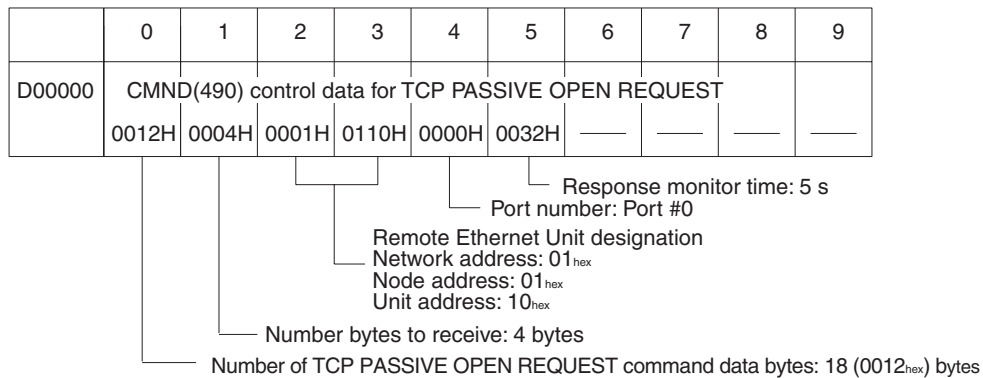 0 1 2 3 4 5 6 7 8 9
D00000 CMND(490) control data for TCP PASSIVE OPEN REQUEST
0012H 0004H 0001H 0110H 0000H 0032H —— —— —— ——
Response monitor time: 5 s
Port number: Port #0
Remote Ethernet Unit designation
Network address: 01hex
Node address: 01hex
Unit address: 10hex
Number bytes to receive: 4 bytes
Number of TCP PASSIVE OPEN REQUEST command data bytes: 18 (0012hex) bytes